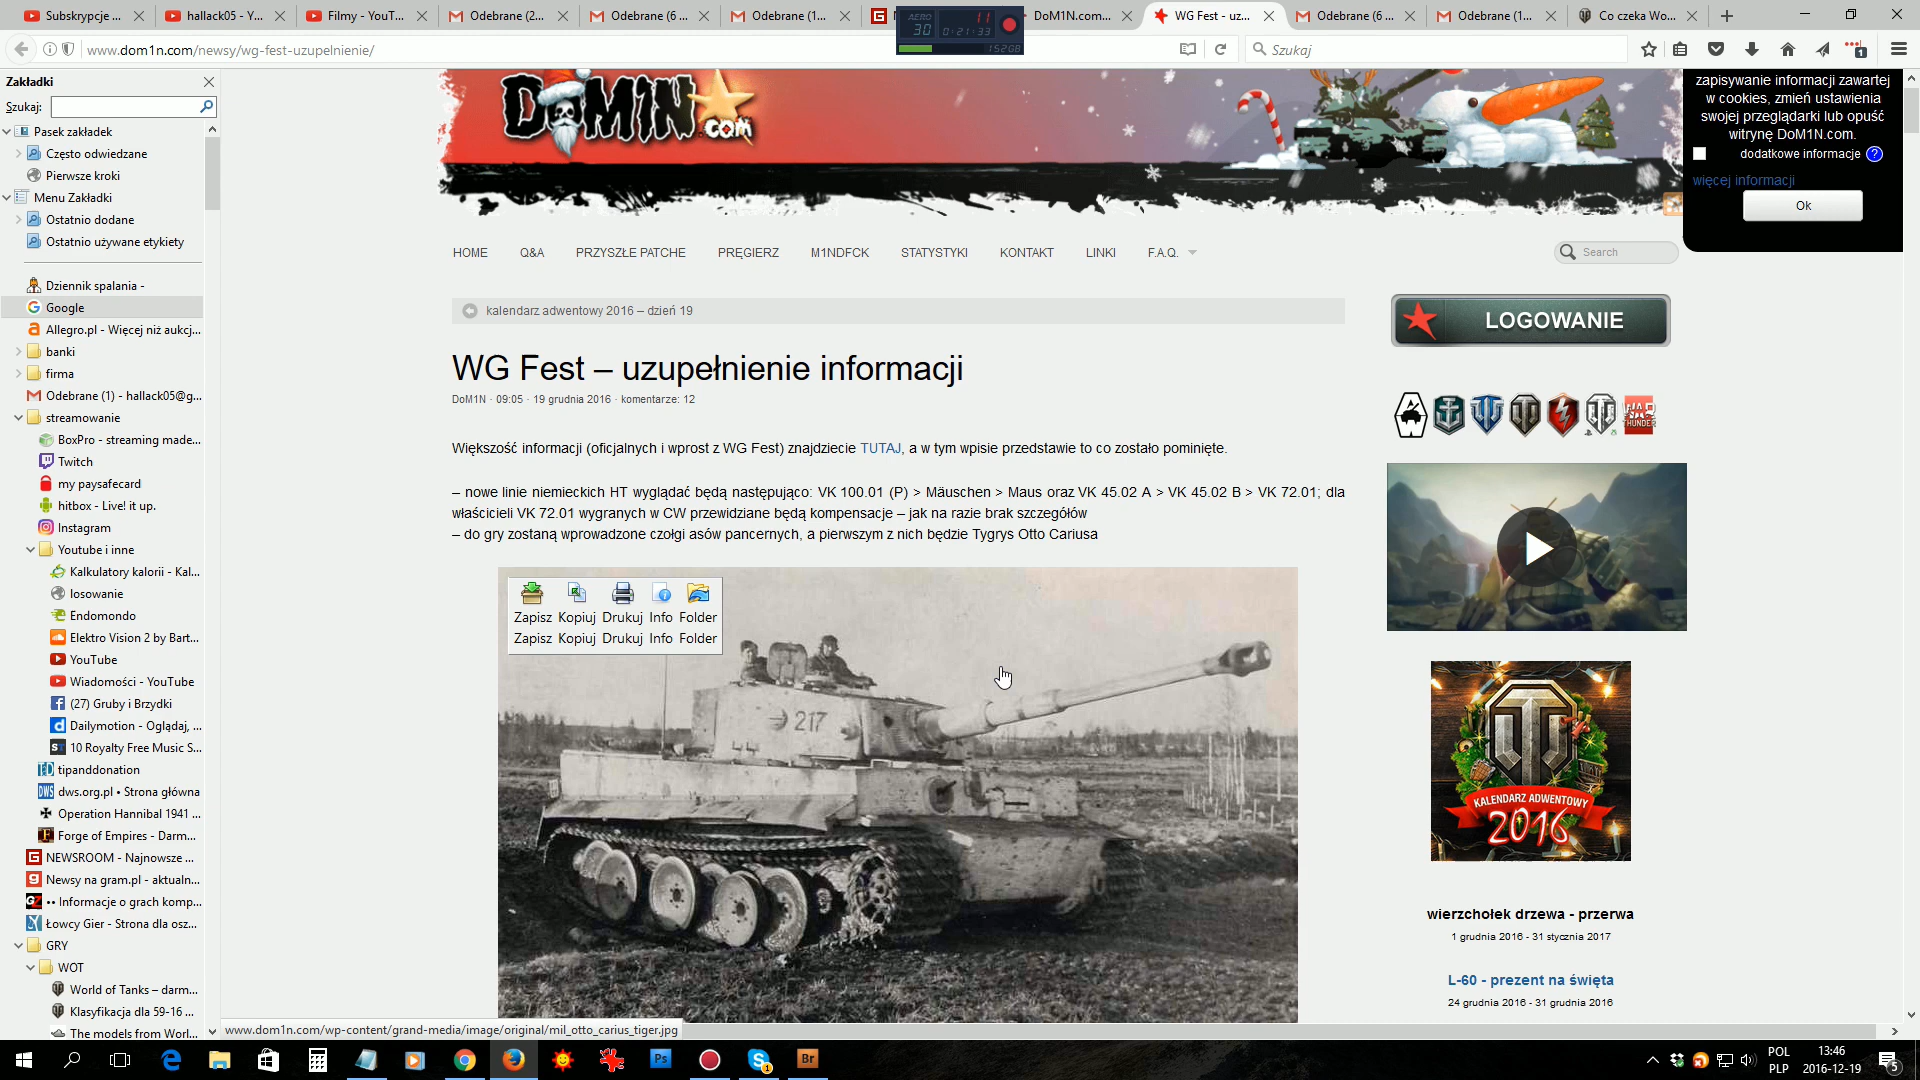 Subskrypcje ...
hallack05 - Y...
Filmy - YouT...
Odebrane (2...
Odebrane (6 ...
Odebrane (1...
DoM1N.com...
WG Fest - uz...
Odebrane (6 ...
Odebrane (1...
Co czeka Wo...
AERO
30
11
0:21:33
152GB
www.dom1n.com/newsy/wg-fest-uzupelnienie/
Szukaj
Zakładki
Szukaj:
Pasek zakładek
Często odwiedzane
Pierwsze kroki
Menu Zakładki
Ostatnio dodane
Ostatnio używane etykiety
Dziennik spalania -
Google
Allegro.pl - Więcej niż aukcj...
banki
firma
Odebrane (1) - hallack05@g...
streamowanie
BoxPro - streaming made...
Twitch
my paysafecard
hitbox - Live! it up.
Instagram
Youtube i inne
Kalkulatory kalorii - Kal...
losowanie
Endomondo
Elektro Vision 2 by Bart...
YouTube
Wiadomości - YouTube
(27) Gruby i Brzydki
Dailymotion - Oglądaj, ...
10 Royalty Free Music S...
tipanddonation
dws.org.pl • Strona główna
Operation Hannibal 1941 ...
Forge of Empires - Darm...
NEWSROOM - Najnowsze ...
Newsy na gram.pl - aktualn...
•• Informacje o grach komp...
Łowcy Gier - Strona dla osz...
GRY
WOT
World of Tanks – darm...
Klasyfikacja dla 59-16 ...
The models from Worl...
DOM1N.COM
zapisywanie informacji zawartej
w cookies, zmień ustawienia
swojej przeglądarki lub opuść
witrynę DoM1N.com.
dodatkowe informacje ?
więcej informacji
Ok
HOME
Q&A
PRZYSZŁE PATCHE
PRĘGIERZ
M1NDFCK
STATYSTYKI
KONTAKT
LINKI
F.A.Q.
Search
kalendarz adwentowy 2016 – dzień 19
WG Fest – uzupełnienie informacji
DoM1N · 09:05 · 19 grudnia 2016 · komentarze: 12
Większość informacji (oficjalnych i wprost z WG Fest) znajdziecie TUTAJ, a w tym wpisie przedstawie to co zostało pominięte.
– nowe linie niemieckich HT wyglądać będą następująco: VK 100.01 (P) > Mäuschen > Maus oraz VK 45.02 A > VK 45.02 B > VK 72.01; dla
właścicieli VK 72.01 wygranych w CW przewidziane będą kompensacje – jak na razie brak szczegółów
– do gry zostaną wprowadzone czołgi asów pancernych, a pierwszym z nich będzie Tygrys Otto Cariusa
Zapisz Kopiuj Drukuj Info Folder
Zapisz Kopiuj Drukuj Info Folder
217
LOGOWANIE
WAR THUNDER
KALENDARZ ADWENTOWY
2016
wierzchołek drzewa - przerwa
1 grudnia 2016 - 31 stycznia 2017
L-60 - prezent na święta
24 grudnia 2016 - 31 grudnia 2016
www.dom1n.com/wp-content/grand-media/image/original/mil_otto_carius_tiger.jpg
Ps
Br
POL
PLP
13:46
2016-12-19
5